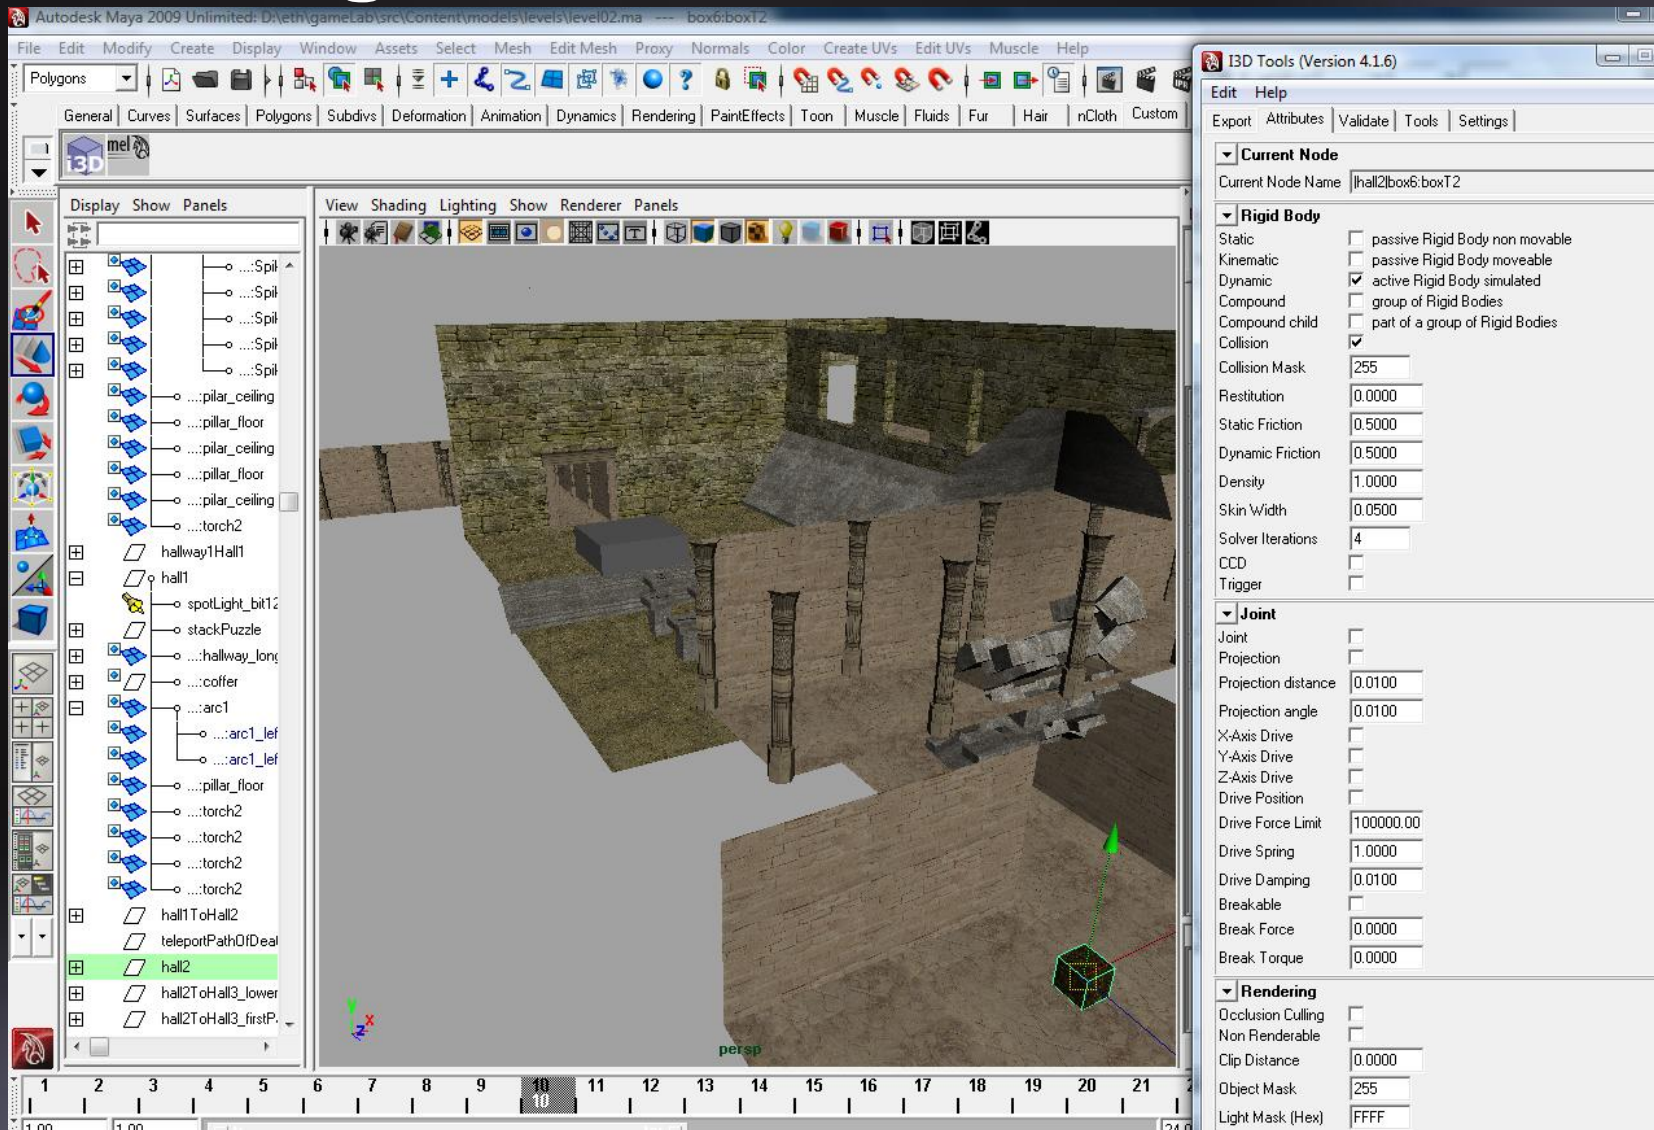 Autodesk Maya 2009 Unlimited: D:\eth\gameLab\src\Content\models\levels\level02.ma --- box6:boxT2
File Edit Modify Create Display Window Assets Select Mesh Edit Mesh Proxy Normals Color Create UVs Edit UVs Muscle Help
Polygons
General Curves Surfaces Polygons Subdivs Deformation Animation Dynamics Rendering PaintEffects Toon Muscle Fluids Fur Hair nCloth Custom
i3D mel
Display Show Panels
...:Spi
...:Spi
...:Spi
...:Spi
...:Spi
...:pilar_ceiling
...:pillar_floor
...:pilar_ceiling
...:pillar_floor
...:pilar_ceiling
...:torch2
hallway1Hall1
hall1
spotLight_bit12
stackPuzzle
...:hallway_long
...:coffer
...:arc1
...:arc1_lef
...:arc1_lef
...:pillar_floor
...:torch2
...:torch2
...:torch2
...:torch2
hall1ToHall2
teleportPathOfDeat
hall2
hall2ToHall3_lower
hall2ToHall3_firstP
View Shading Lighting Show Renderer Panels
y
x
z
persp
1 2 3 4 5 6 7 8 9 10 11 12 13 14 15 16 17 18 19 20 21
10
1.00 1.00 24.0
I3D Tools (Version 4.1.6)
Edit Help
Export Attributes Validate Tools Settings
Current Node
Current Node Name |hall2|box6:boxT2
Rigid Body
Static passive Rigid Body non movable
Kinematic passive Rigid Body moveable
Dynamic active Rigid Body simulated
Compound group of Rigid Bodies
Compound child part of a group of Rigid Bodies
Collision
Collision Mask 255
Restitution 0.0000
Static Friction 0.5000
Dynamic Friction 0.5000
Density 1.0000
Skin Width 0.0500
Solver Iterations 4
CCD
Trigger
Joint
Joint
Projection
Projection distance 0.0100
Projection angle 0.0100
X-Axis Drive
Y-Axis Drive
Z-Axis Drive
Drive Position
Drive Force Limit 100000.00
Drive Spring 1.0000
Drive Damping 0.0100
Breakable
Break Force 0.0000
Break Torque 0.0000
Rendering
Occlusion Culling
Non Renderable
Clip Distance 0.0000
Object Mask 255
Light Mask (Hex) FFFF